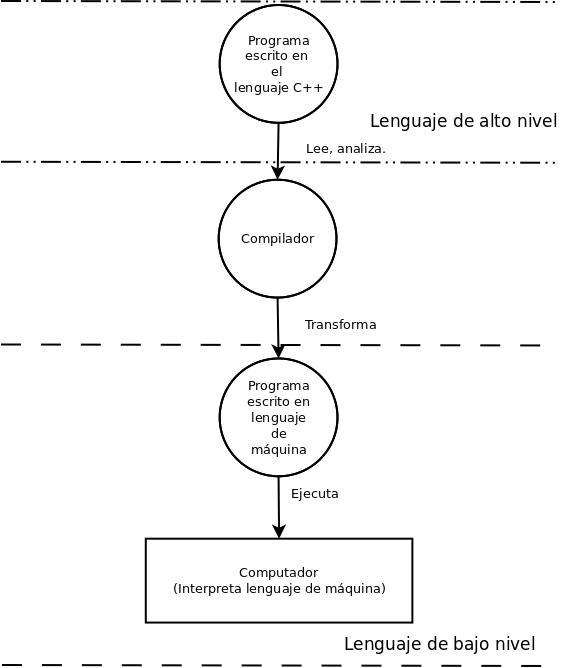 Programa
escrito en
el
lenguaje C++
Lenguaje de alto nivel
Lee, analiza.
Compilador
Transforma
Programa
escrito en
lenguaje
de
máquina
Ejecuta
Computador
(Interpreta lenguaje de máquina)
Lenguaje de bajo nivel